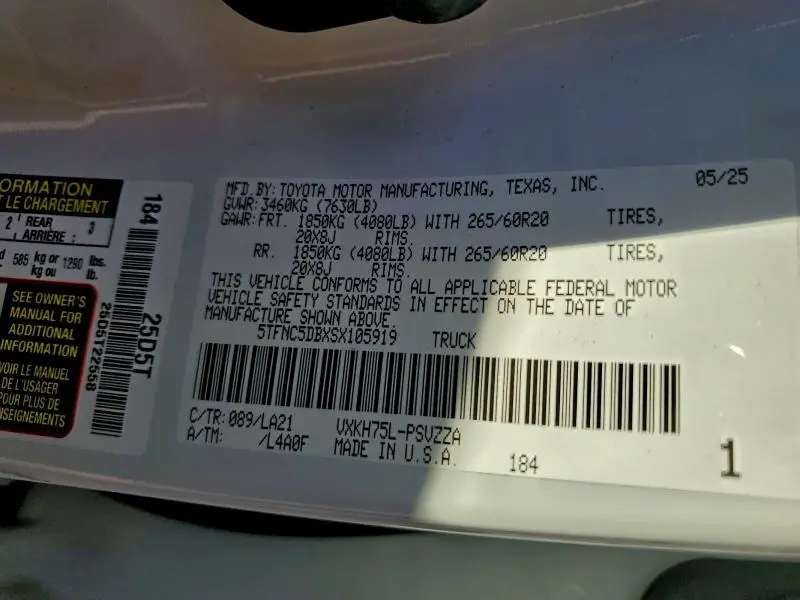 ORMATION
T LE CHARGEMENT
2 REAR 3
ARRIÈRE :
585 kg or 1290 lbs.
kg ou lb.
SEE OWNER'S
MANUAL FOR
ADDITIONAL
INFORMATION
VOIR LE MANUEL
DE L'USAGER
POUR PLUS DE
NSEIGNEMENTS
184
25D5T
26D5T22558
MFD.BY: TOYOTA MOTOR MANUFACTURING, TEXAS, INC. 05/25
GVWR: 3460KG (7630LB)
GAWR: FRT. 1850KG (4080LB) WITH 265/60R20 TIRES,
20X8J RIMS.
RR. 1850KG (4080LB) WITH 265/60R20 TIRES,
20X8J RIMS.
THIS VEHICLE CONFORMS TO ALL APPLICABLE FEDERAL MOTOR
VEHICLE SAFETY STANDARDS IN EFFECT ON THE DATE OF
MANUFACTURE SHOWN ABOVE.
5TFNC5DBXSX105919 TRUCK
C/TR: 089/LA21 VXKH75L-PSVZZA
A/TM: /L4A0F MADE IN U.S.A. 184 1